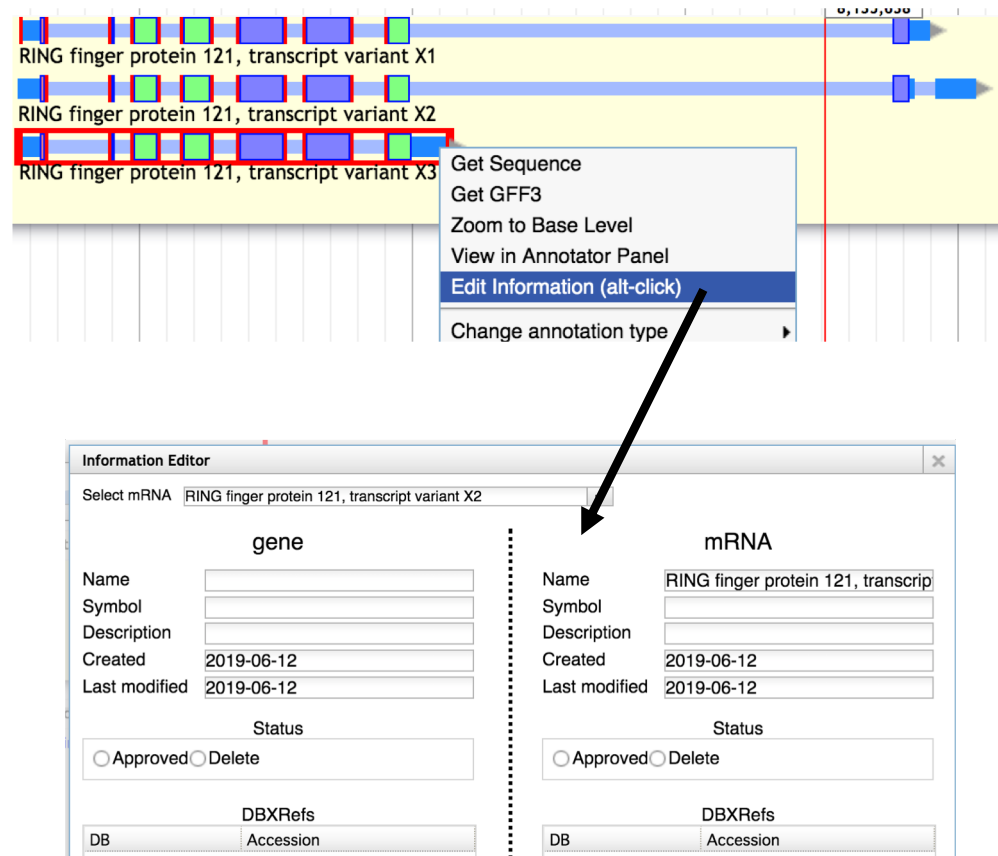 8,155,658
RING finger protein 121, transcript variant X1
RING finger protein 121, transcript variant X2
RING finger protein 121, transcript variant X3
Get Sequence
Get GFF3
Zoom to Base Level
View in Annotator Panel
Edit Information (alt-click)
Change annotation type
Information Editor
Select mRNA RING finger protein 121, transcript variant X2
gene
Name
Symbol
Description
Created 2019-06-12
Last modified 2019-06-12
Status
Approved Delete
DBXRefs
DB Accession
mRNA
Name RING finger protein 121, transcrip
Symbol
Description
Created 2019-06-12
Last modified 2019-06-12
Status
Approved Delete
DBXRefs
DB Accession